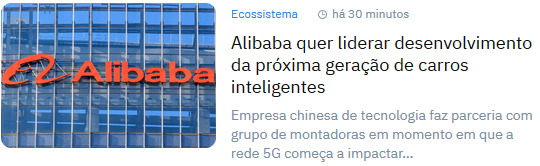 Alibaba
Ecossistema há 30 minutos
Alibaba quer liderar desenvolvimento
da próxima geração de carros
inteligentes
Empresa chinesa de tecnologia faz parceria com
grupo de montadoras em momento em que a
rede 5G começa a impactar...